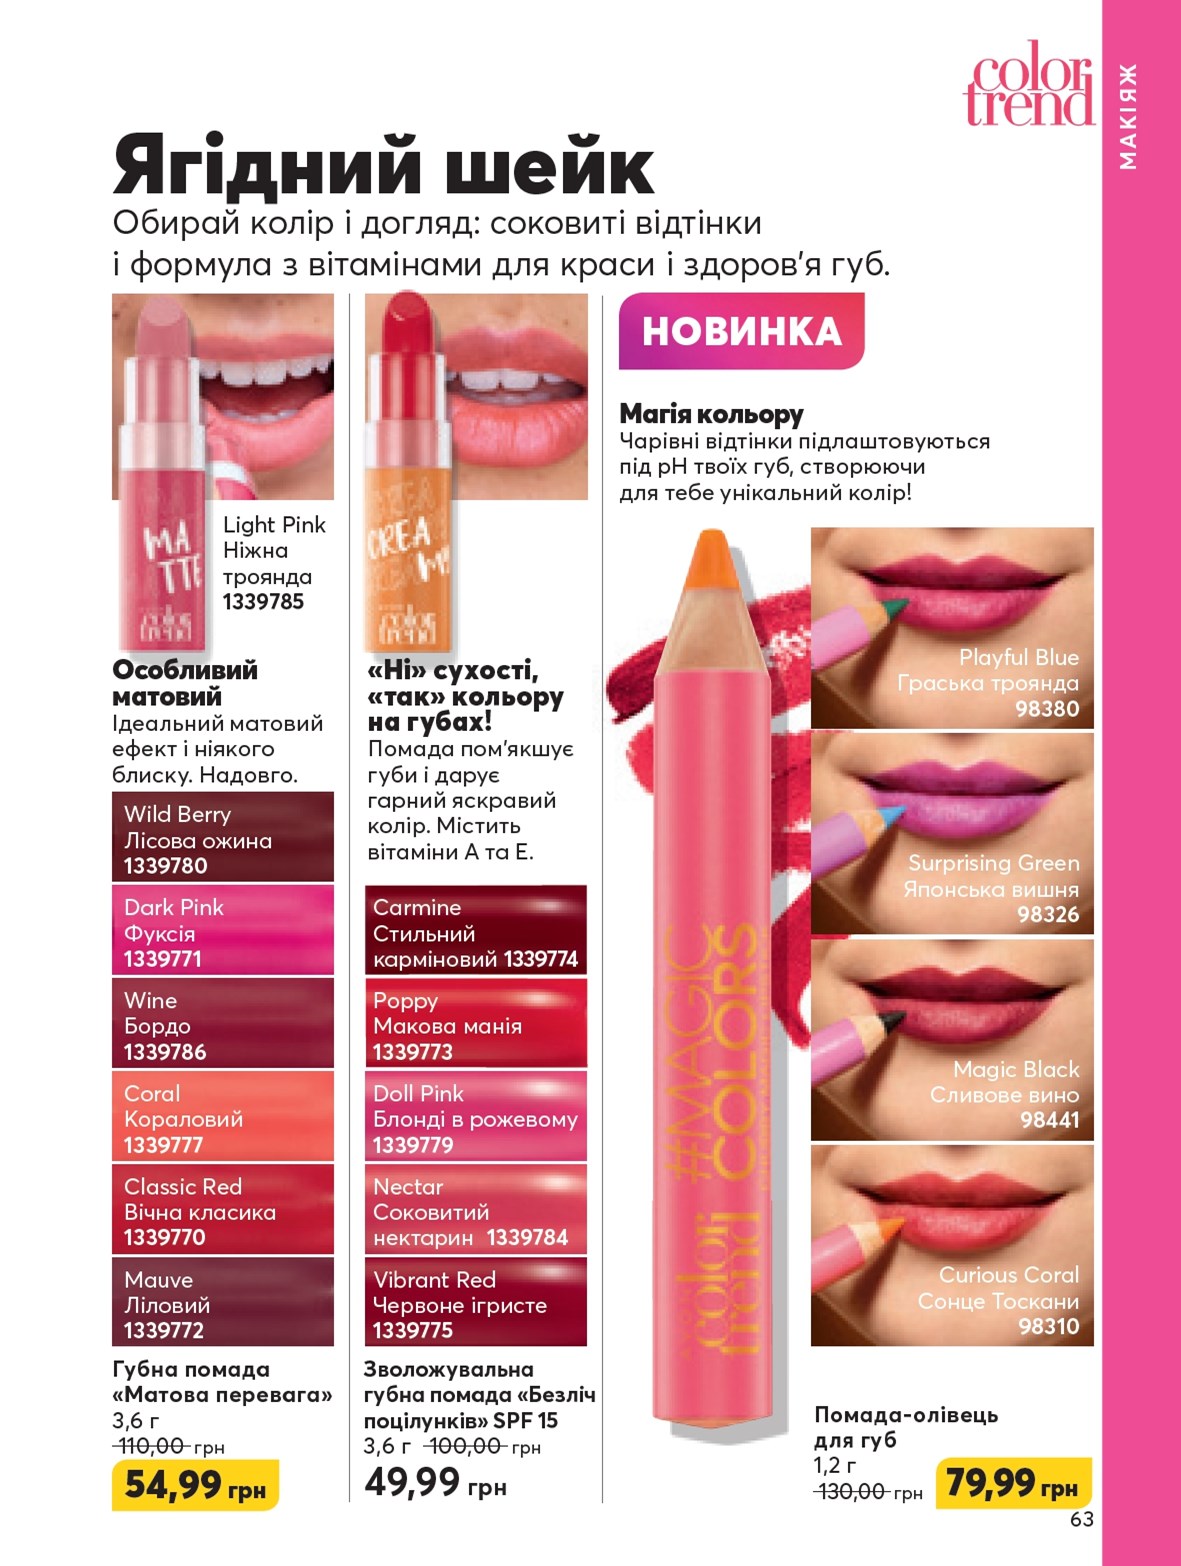 color
trend
МАКІЯЖ
Ягідний шейк
Обирай колір і догляд: соковиті відтінки
і формула з вітамінами для краси і здоров’я губ.
MA
TTE
color
trend
Light Pink
Ніжна
троянда
1339785
Особливий
матовий
Ідеальний матовий
ефект і ніякого
блиску. Надовго.
Wild Berry
Лісова ожина
1339780
Dark Pink
Фуксія
1339771
Wine
Бордо
1339786
Coral
Кораловий
1339777
Classic Red
Вічна класика
1339770
Mauve
Ліловий
1339772
Губна помада
«Матова перевага»
3,6 г
110,00 грн
54,99 грн
CREA
color
trend
«Ні» сухості,
«так» кольору
на губах!
Помада пом’якшує
губи і дарує
гарний яскравий
колір. Містить
вітаміни А та Е.
Carmine
Стильний
карміновий 1339774
Poppy
Макова манія
1339773
Doll Pink
Блонді в рожевому
1339779
Nectar
Соковитий
нектарин 1339784
Vibrant Red
Червоне ігристе
1339775
Зволожувальна
губна помада «Безліч
поцілунків» SPF 15
3,6 г 100,00 грн
49,99 грн
НОВИНКА
Магія кольору
Чарівні відтінки підлаштовуються
під pH твоїх губ, створюючи
для тебе унікальний колір!
#MAGIC
COLORS
color
trend
Playful Blue
Граська троянда
98380
Surprising Green
Японська вишня
98326
Magic Black
Сливове вино
98441
Curious Coral
Сонце Тоскани
98310
Помада-олівець
для губ
1,2 г
130,00 грн
79,99 грн
63